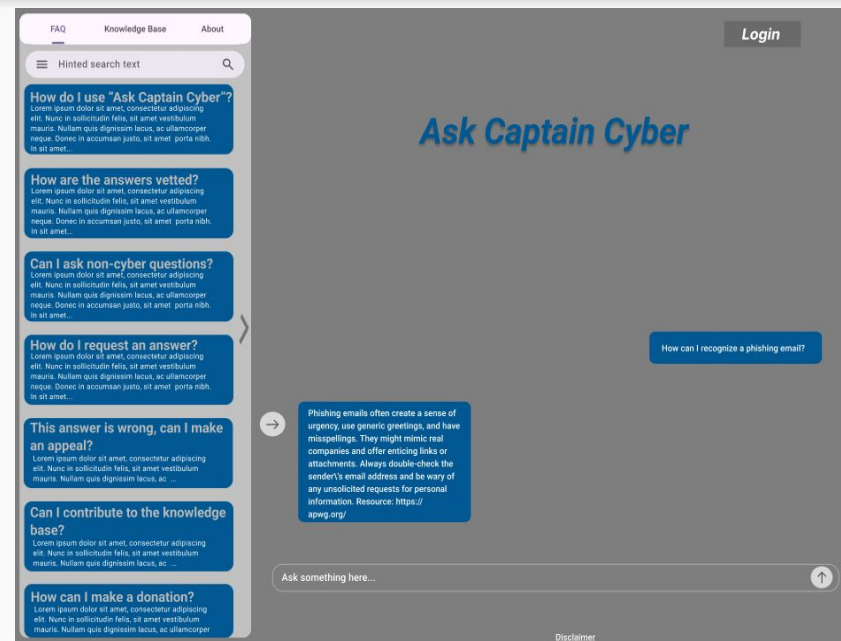 FAQ Knowledge Base About
Hinted search text
How do I use “Ask Captain Cyber”?
Lorem ipsum dolor sit amet, consectetur adipiscing
elit. Nunc in sollicitudin felis, sit amet vestibulum
mauris. Nullam quis dignissim lacus, ac ullamcorper
neque. Donec in accumsan justo, sit amet porta nibh.
In sit amet...
How are the answers vetted?
Lorem ipsum dolor sit amet, consectetur adipiscing
elit. Nunc in sollicitudin felis, sit amet vestibulum
mauris. Nullam quis dignissim lacus, ac ullamcorper
neque. Donec in accumsan justo, sit amet porta nibh.
In sit amet...
Can I ask non-cyber questions?
Lorem ipsum dolor sit amet, consectetur adipiscing
elit. Nunc in sollicitudin felis, sit amet vestibulum
mauris. Nullam quis dignissim lacus, ac ullamcorper
neque. Donec in accumsan justo, sit amet porta nibh.
In sit amet...
How do I request an answer?
Lorem ipsum dolor sit amet, consectetur adipiscing
elit. Nunc in sollicitudin felis, sit amet vestibulum
mauris. Nullam quis dignissim lacus, ac ullamcorper
neque. Donec in accumsan justo, sit amet porta nibh.
In sit amet...
This answer is wrong, can I make
an appeal?
Lorem ipsum dolor sit amet, consectetur adipiscing
elit. Nunc in sollicitudin felis, sit amet vestibulum
mauris. Nullam quis dignissim lacus, ac ...
Can I contribute to the knowledge
base?
Lorem ipsum dolor sit amet, consectetur adipiscing
elit. Nunc in sollicitudin felis, sit amet vestibulum
mauris. Nullam quis dignissim lacus, ac ...
How can I make a donation?
Lorem ipsum dolor sit amet, consectetur adipiscing
elit. Nunc in sollicitudin felis, sit amet vestibulum
mauris. Nullam quis dignissim lacus, ac ullamcorper
Login
Ask Captain Cyber
How can I recognize a phishing email?
Phishing emails often create a sense of
urgency, use generic greetings, and have
misspellings. They might mimic real
companies and offer enticing links or
attachments. Always double-check the
sender\'s email address and be wary of
any unsolicited requests for personal
information. Resource: https://
apwg.org/
Ask something here...
Disclaimer